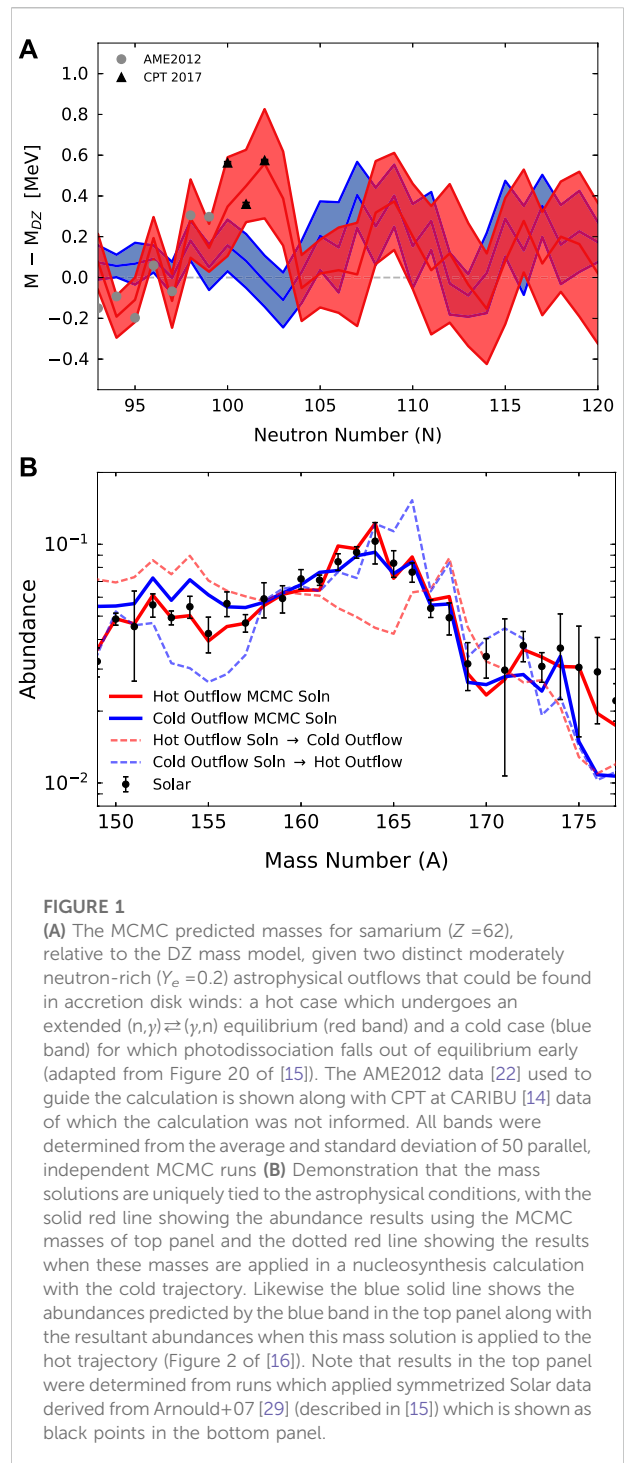 A
AME2012
CPT 2017
1.0
0.8
0.6
0.4
0.2
0.0
−0.2
−0.4
M − M_DZ [MeV]
95 100 105 110 115 120
Neutron Number (N)
B
10⁻¹
10⁻²
Abundance
Hot Outflow MCMC Soln
Cold Outflow MCMC Soln
Hot Outflow Soln → Cold Outflow
Cold Outflow Soln → Hot Outflow
Solar
150 155 160 165 170 175
Mass Number (A)
FIGURE 1
(A) The MCMC predicted masses for samarium (Z =62),
relative to the DZ mass model, given two distinct moderately
neutron-rich (Yₑ =0.2) astrophysical outflows that could be found
in accretion disk winds: a hot case which undergoes an
extended (n,γ)⇄(γ,n) equilibrium (red band) and a cold case (blue
band) for which photodissociation falls out of equilibrium early
(adapted from Figure 20 of [15]). The AME2012 data [22] used to
guide the calculation is shown along with CPT at CARIBU [14] data
of which the calculation was not informed. All bands were
determined from the average and standard deviation of 50 parallel,
independent MCMC runs (B) Demonstration that the mass
solutions are uniquely tied to the astrophysical conditions, with the
solid red line showing the abundance results using the MCMC
masses of top panel and the dotted red line showing the results
when these masses are applied in a nucleosynthesis calculation
with the cold trajectory. Likewise the blue solid line shows the
abundances predicted by the blue band in the top panel along with
the resultant abundances when this mass solution is applied to the
hot trajectory (Figure 2 of [16]). Note that results in the top panel
were determined from runs which applied symmetrized Solar data
derived from Arnould+07 [29] (described in [15]) which is shown as
black points in the bottom panel.